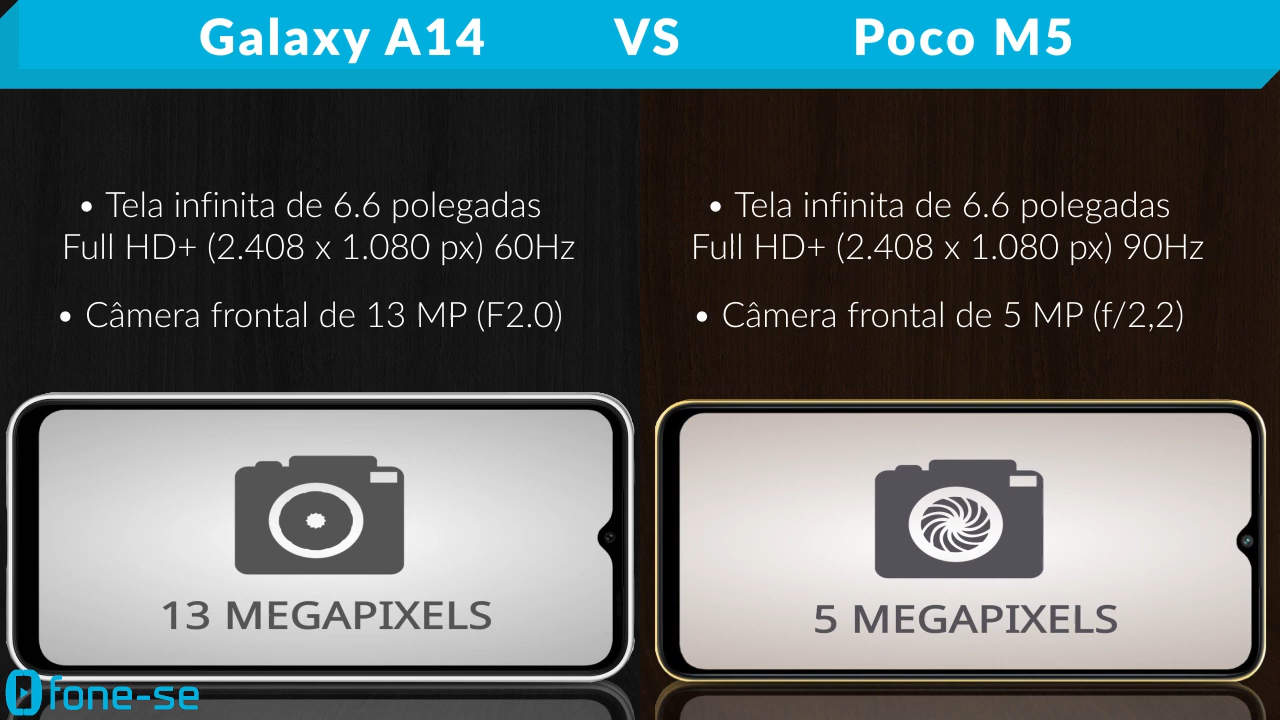 Galaxy A14 VS Poco M5
• Tela infinita de 6.6 polegadas
Full HD+ (2.408 x 1.080 px) 60Hz
• Câmera frontal de 13 MP (F2.0)
13 MEGAPIXELS
• Tela infinita de 6.6 polegadas
Full HD+ (2.408 x 1.080 px) 90Hz
• Câmera frontal de 5 MP (f/2,2)
5 MEGAPIXELS
fone-se